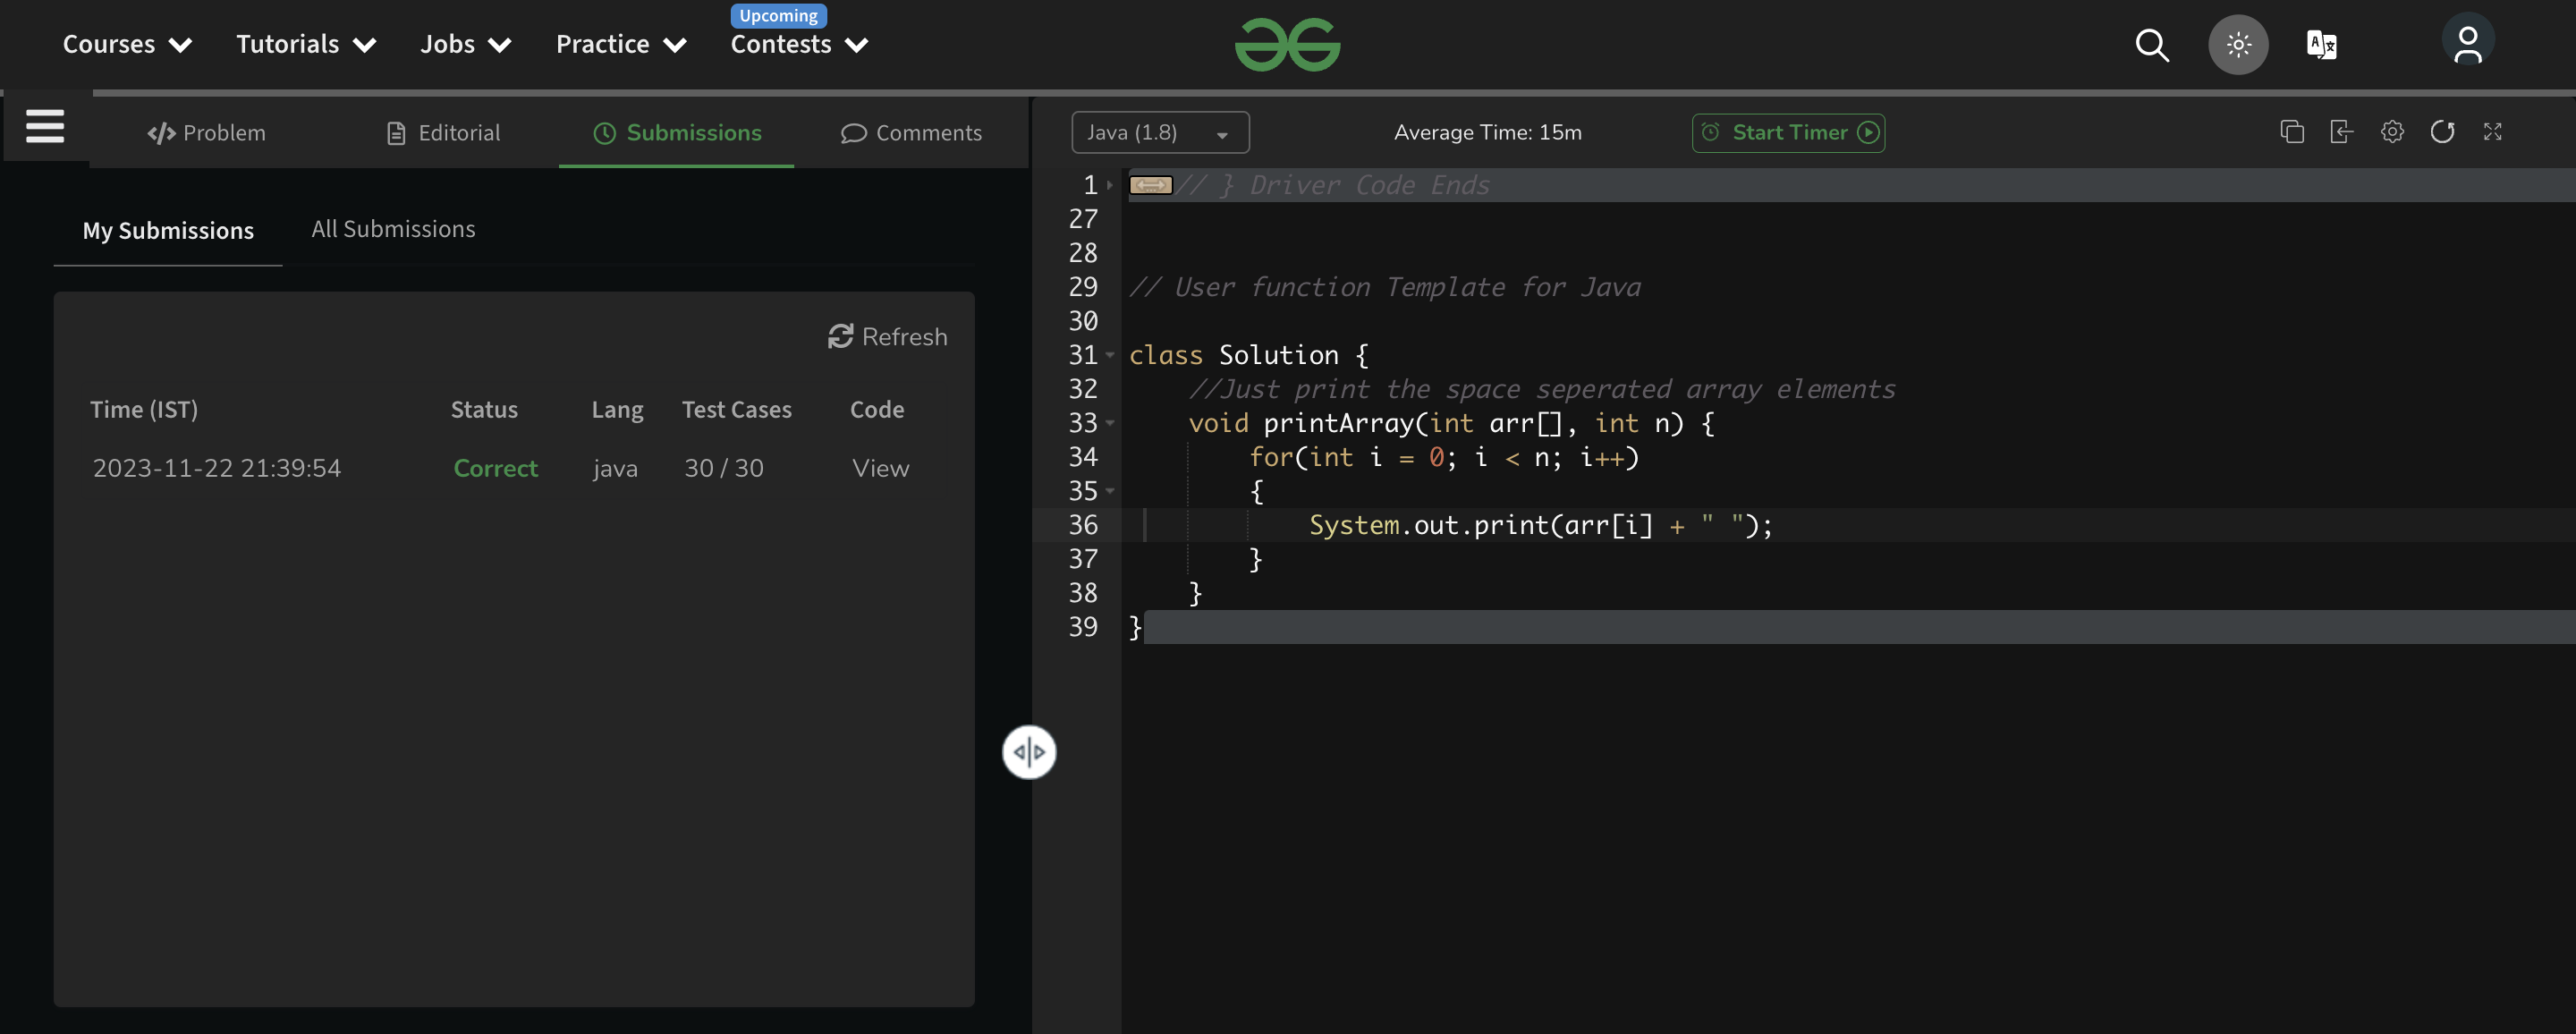 Courses Tutorials Jobs Practice Upcoming Contests
Problem Editorial Submissions Comments
My Submissions All Submissions
Refresh
Time (IST) Status Lang Test Cases Code
2023-11-22 21:39:54 Correct java 30 / 30 View
Java (1.8) Average Time: 15m Start Timer
1 // } Driver Code Ends
27
28
29 // User function Template for Java
30
31 class Solution {
32 //Just print the space seperated array elements
33 void printArray(int arr[], int n) {
34 for(int i = 0; i < n; i++)
35 {
36 System.out.print(arr[i] + " ");
37 }
38 }
39 }